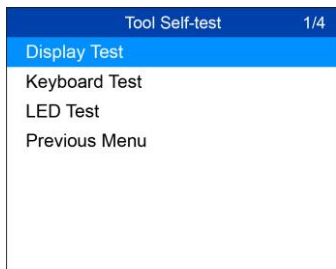 Tool Self-test 1/4
Display Test
Keyboard Test
LED Test
Previous Menu